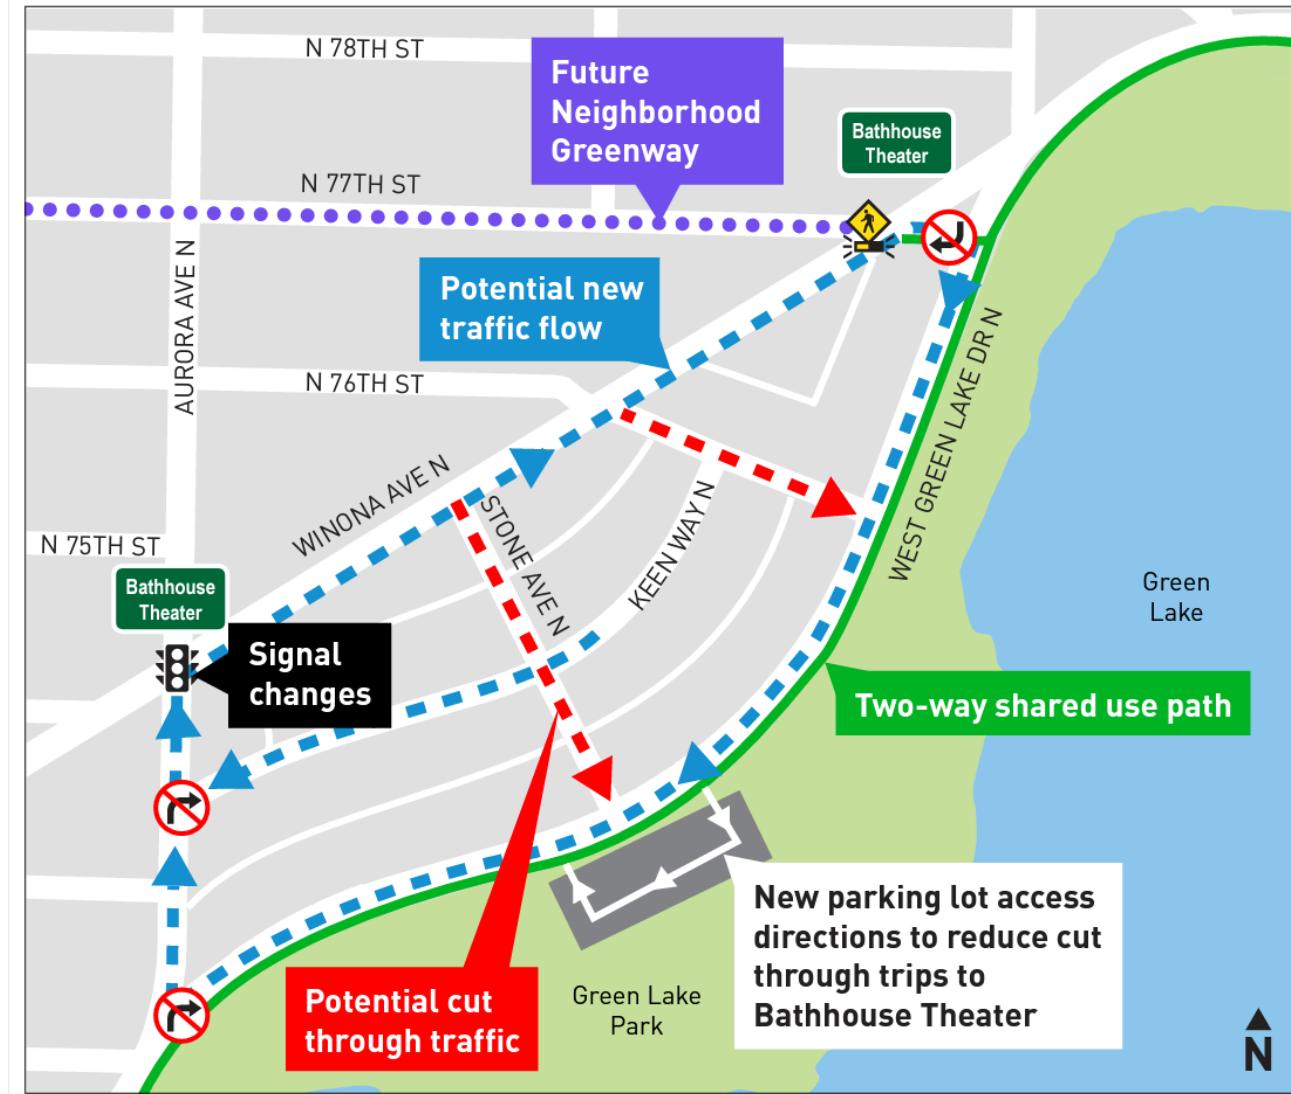 N 78TH ST
Future
Neighborhood
Greenway
Bathhouse
Theater
N 77TH ST
AURORA AVE N
Potential new
traffic flow
WEST GREEN LAKE DR N
N 76TH ST
WINONA AVE N
STONE AVE N
KEEN WAY N
N 75TH ST
Bathhouse
Theater
Green
Lake
Signal
changes
Two-way shared use path
New parking lot access
directions to reduce cut
through trips to
Bathhouse Theater
Potential cut
through traffic
Green Lake
Park
N